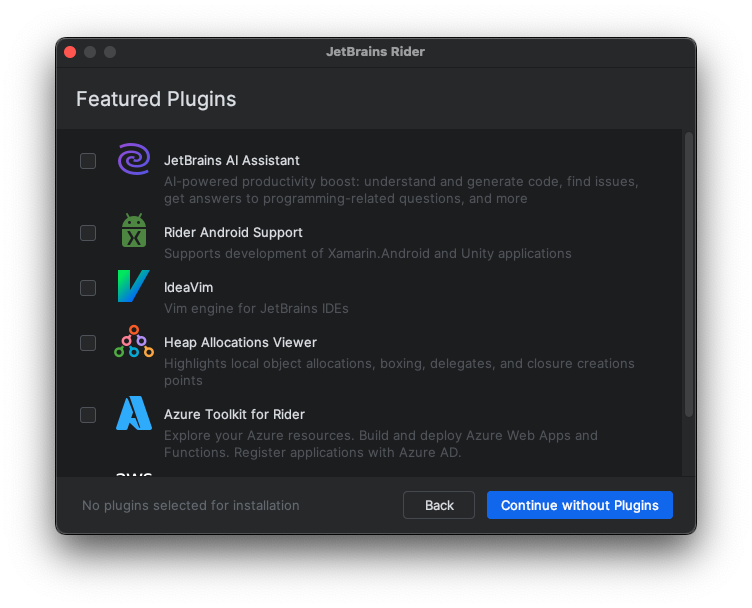 JetBrains Rider
Featured Plugins
JetBrains AI Assistant
AI-powered productivity boost: understand and generate code, find issues,
get answers to programming-related questions, and more
Rider Android Support
Supports development of Xamarin.Android and Unity applications
IdeaVim
Vim engine for JetBrains IDEs
Heap Allocations Viewer
Highlights local object allocations, boxing, delegates, and closure creations
points
Azure Toolkit for Rider
Explore your Azure resources. Build and deploy Azure Web Apps and
Functions. Register applications with Azure AD.
aws
No plugins selected for installation
Back
Continue without Plugins